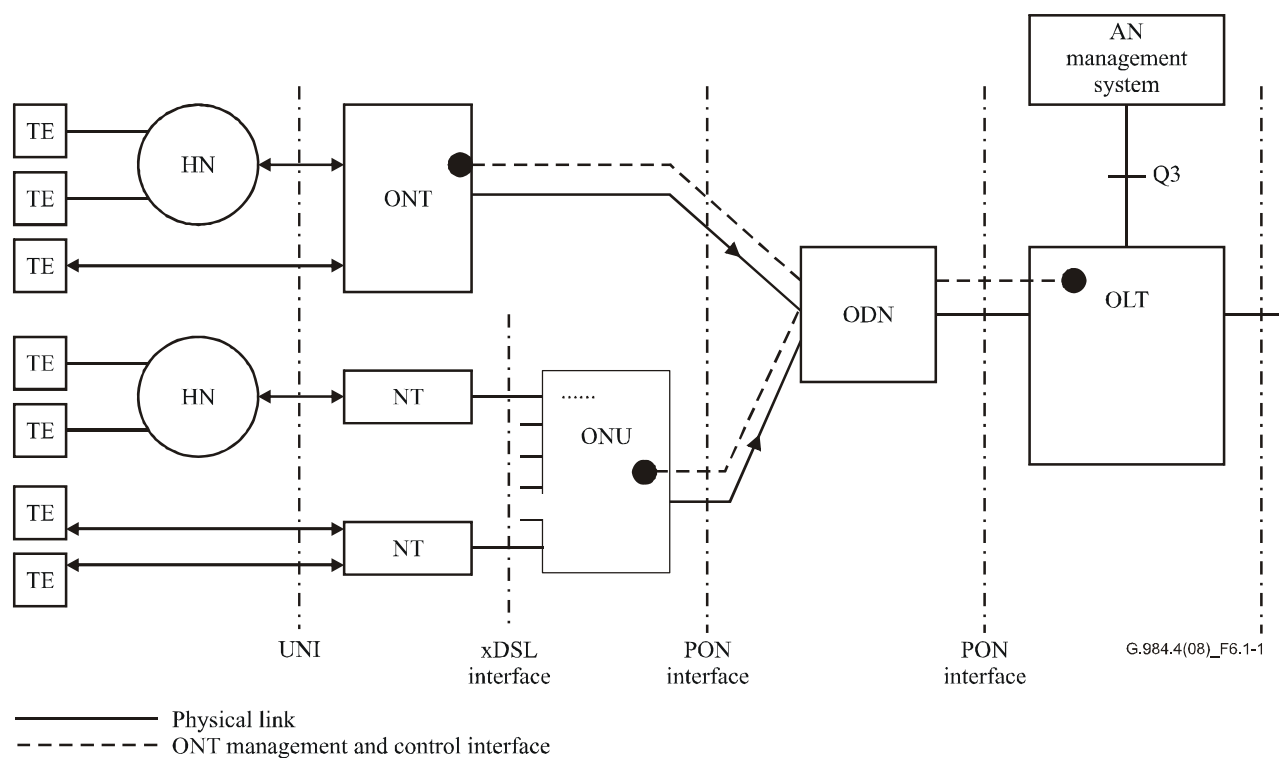 AN
management
system
Q3
TE
TE
TE
HN
ONT
ODN
OLT
TE
TE
HN
NT
......
ONU
TE
TE
NT
UNI
xDSL
interface
PON
interface
PON
interface
G.984.4(08)_F6.1-1
Physical link
ONT management and control interface